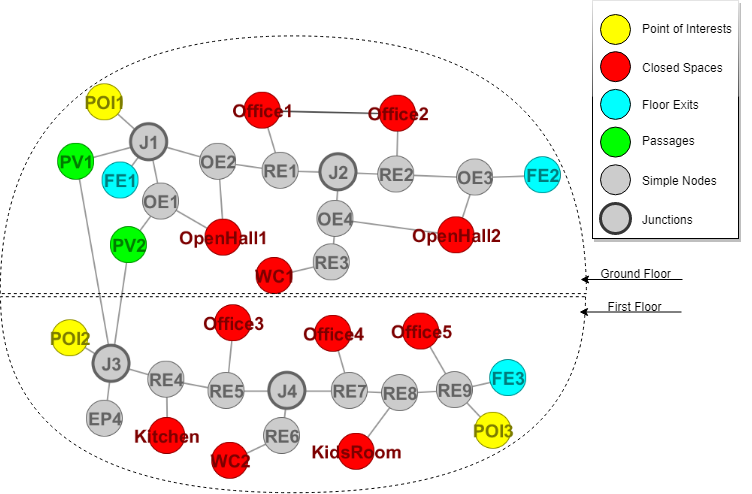 Point of Interests
Closed Spaces
Floor Exits
Passages
Simple Nodes
Junctions
POI1
Office1
Office2
J1
PV1
FE1
OE2
RE1
J2
RE2
OE3
FE2
OE1
OE4
PV2
OpenHall1
OpenHall2
WC1
RE3
Ground Floor
First Floor
Office3
Office4
Office5
POI2
J3
RE4
RE5
J4
RE7
RE8
RE9
FE3
EP4
Kitchen
RE6
POI3
WC2
KidsRoom